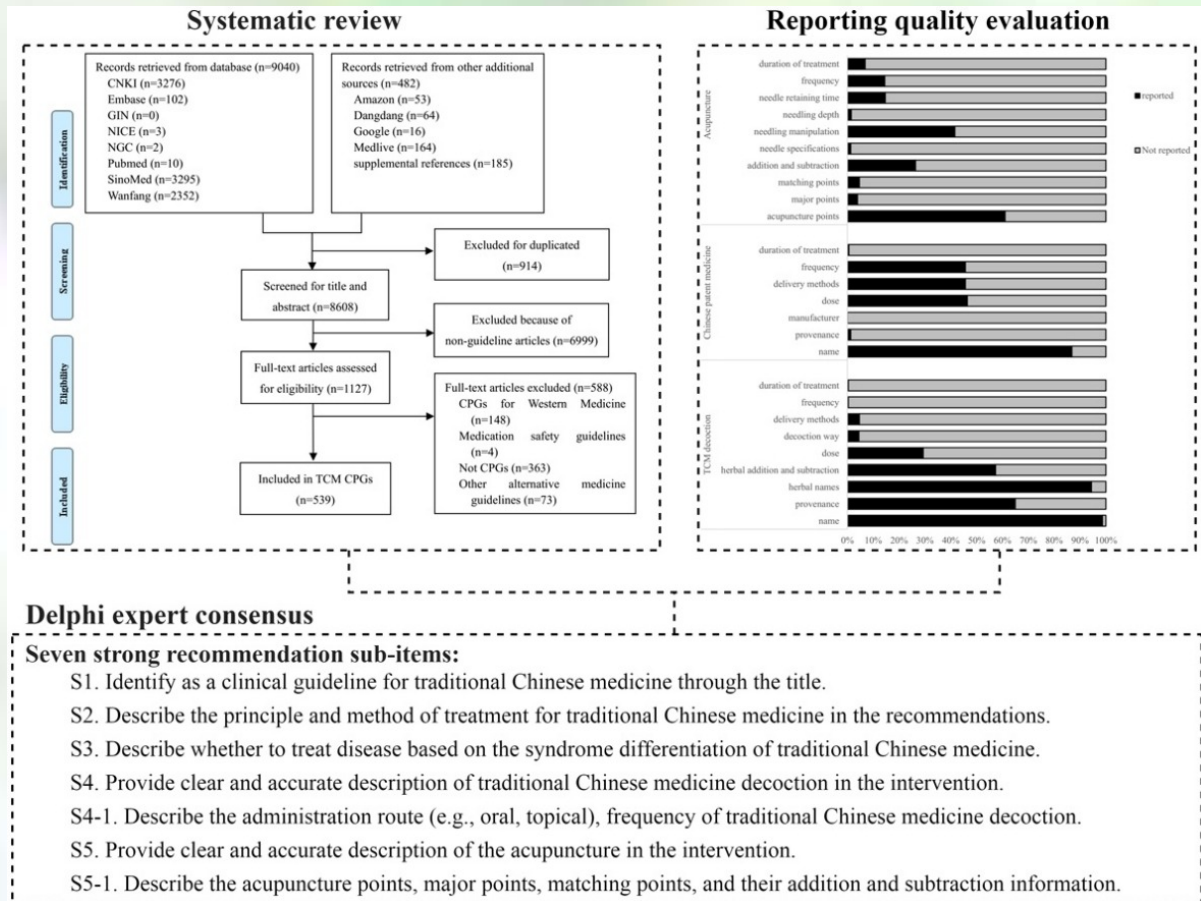 Systematic review
Records retrieved from database (n=9040)
CNKI (n=3276)
Embase (n=102)
GIN (n=0)
NICE (n=3)
NGC (n=2)
Pubmed (n=10)
SinoMed (n=3295)
Wanfang (n=2352)
Records retrieved from other additional
sources (n=482)
Amazon (n=53)
Dangdang (n=64)
Google (n=16)
Medlive (n=164)
supplemental references (n=185)
Identification
Excluded for duplicated
(n=914)
Screening
Screened for title and
abstract (n=8608)
Excluded because of
non-guideline articles (n=6999)
Eligibility
Full-text articles assessed
for eligibility (n=1127)
Full-text articles excluded (n=588)
CPGs for Western Medicine
(n=148)
Medication safety guidelines
(n=4)
Not CPGs (n=363)
Other alternative medicine
guidelines (n=73)
Included
Included in TCM CPGs
(n=539)
Reporting quality evaluation
Acupuncture
duration of treatment
frequency
needle retaining time
needling depth
needling manipulation
needle specifications
addition and subtraction
matching points
major points
acupuncture points
reported
Not reported
Chinese patent medicine
duration of treatment
frequency
delivery methods
dose
manufacturer
provenance
name
TCM decoction
duration of treatment
frequency
delivery methods
decoction way
dose
herbal addition and subtraction
herbal names
provenance
name
0% 10% 20% 30% 40% 50% 60% 70% 80% 90% 100%
Delphi expert consensus
Seven strong recommendation sub-items:
S1. Identify as a clinical guideline for traditional Chinese medicine through the title.
S2. Describe the principle and method of treatment for traditional Chinese medicine in the recommendations.
S3. Describe whether to treat disease based on the syndrome differentiation of traditional Chinese medicine.
S4. Provide clear and accurate description of traditional Chinese medicine decoction in the intervention.
S4-1. Describe the administration route (e.g., oral, topical), frequency of traditional Chinese medicine decoction.
S5. Provide clear and accurate description of the acupuncture in the intervention.
S5-1. Describe the acupuncture points, major points, matching points, and their addition and subtraction information.